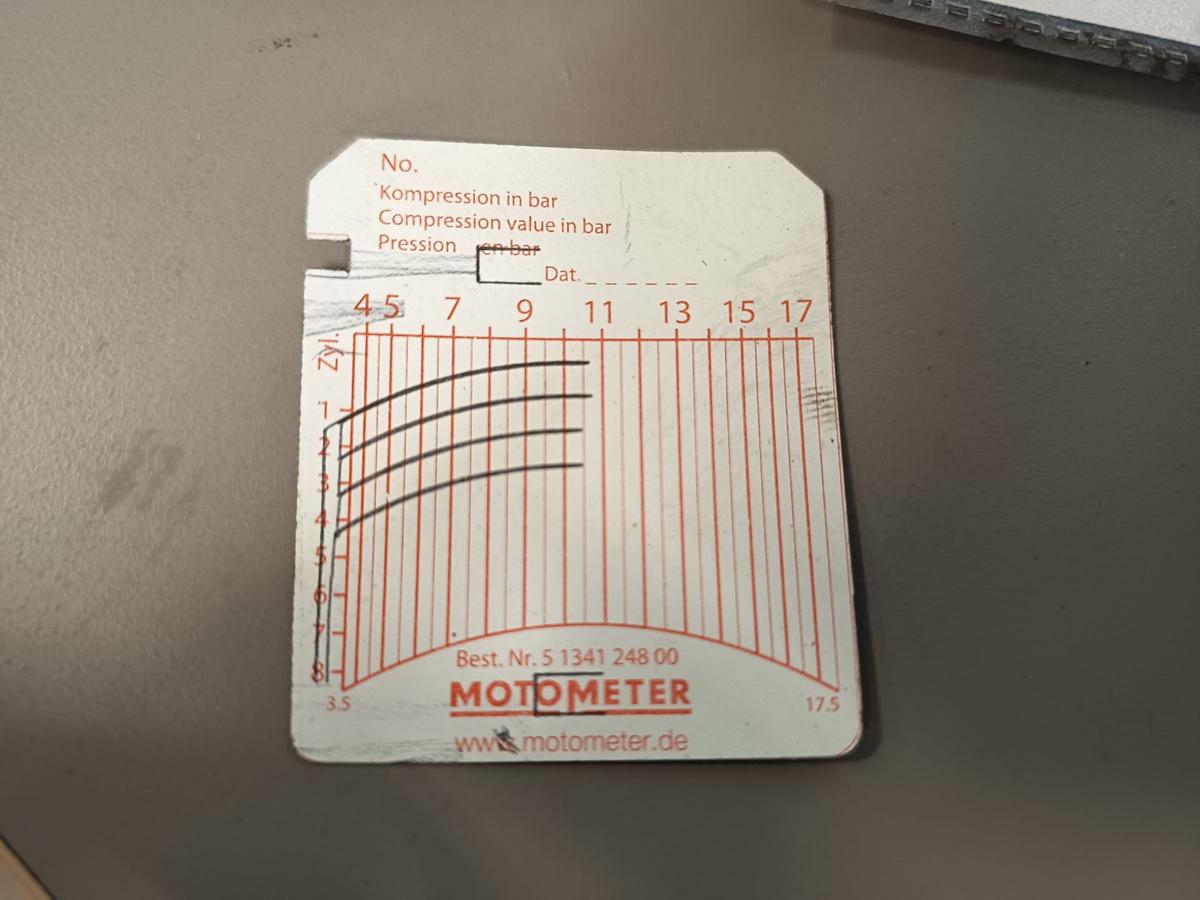 No.
Kompression in bar
Compression value in bar
Pression en bar
Dat. _ _ _ _ _ _
4 5 7 9 11 13 15 17
Zyl.
1
2
3
4
5
6
7
8
3.5
17.5
Best. Nr. 5 1341 248 00
MOTOMETER
www.motometer.de